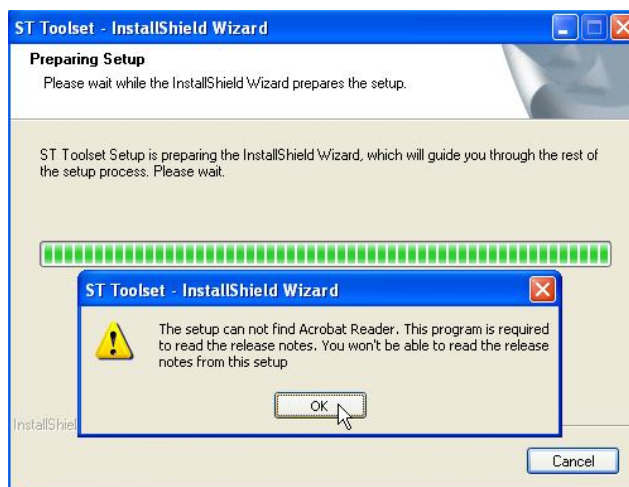 ST Toolset - InstallShield Wizard
Preparing Setup
Please wait while the InstallShield Wizard prepares the setup.
ST Toolset Setup is preparing the InstallShield Wizard, which will guide you through the rest of
the setup process. Please wait.
ST Toolset - InstallShield Wizard
The setup can not find Acrobat Reader. This program is required
to read the release notes. You won't be able to read the release
notes from this setup
OK
InstallShiel
Cancel